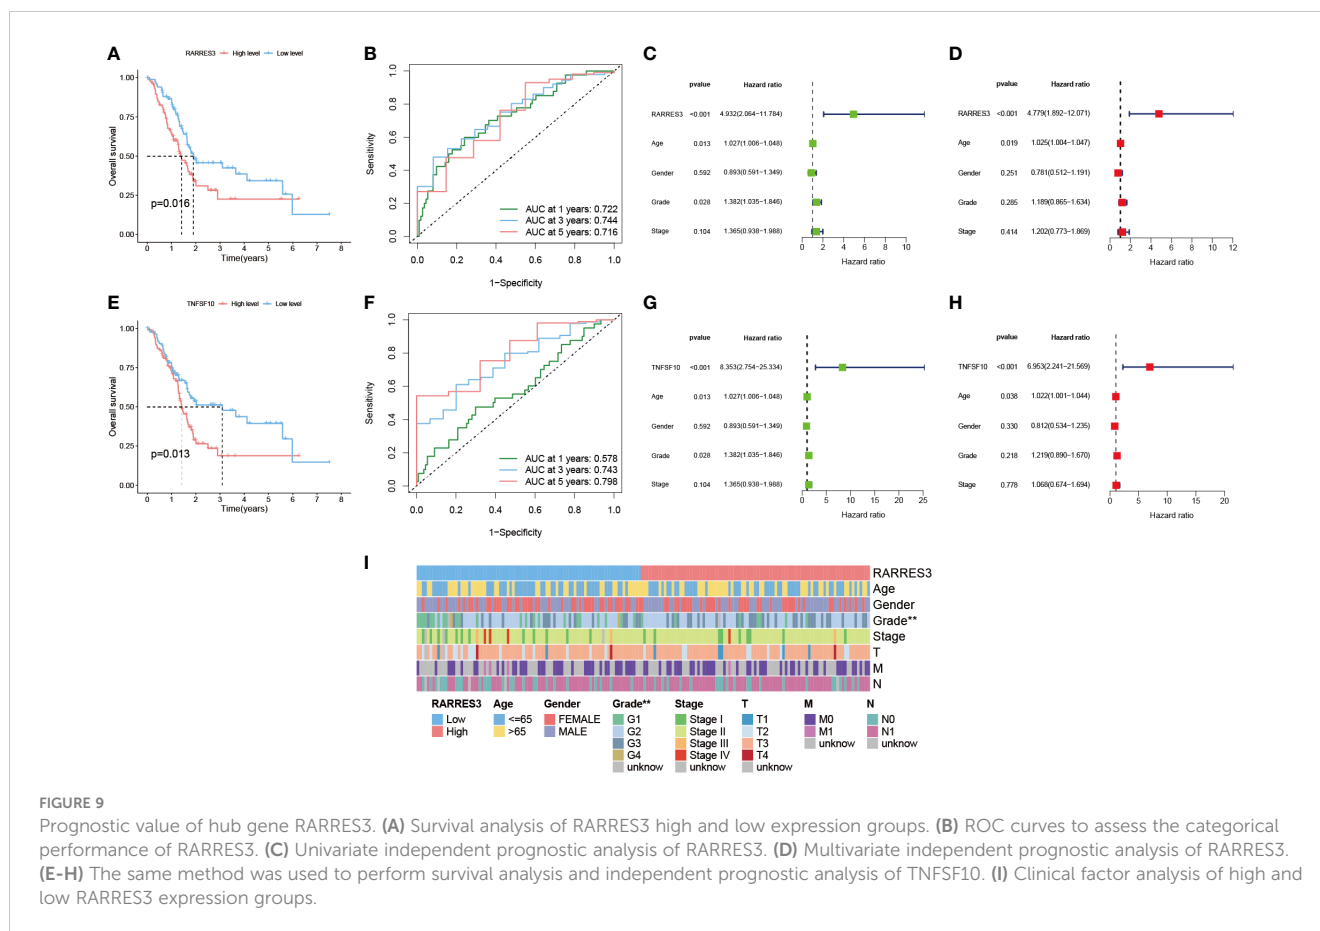 A
RARRES3 High level Low level
Overall survival
1.00
0.75
0.50
0.25
0.00
p=0.016
0 1 2 3 4 5 6 7 8
Time(years)
B
Sensitivity
1.0
0.8
0.6
0.4
0.2
0.0
AUC at 1 years: 0.722
AUC at 3 years: 0.744
AUC at 5 years: 0.716
0.0 0.2 0.4 0.6 0.8 1.0
1−Specificity
C
pvalue Hazard ratio
RARRES3 <0.001 4.932(2.064−11.784)
Age 0.013 1.027(1.006−1.048)
Gender 0.592 0.893(0.591−1.349)
Grade 0.028 1.382(1.035−1.846)
Stage 0.104 1.365(0.938−1.988)
0 2 4 6 8 10
Hazard ratio
D
pvalue Hazard ratio
RARRES3 <0.001 4.779(1.892−12.071)
Age 0.019 1.025(1.004−1.047)
Gender 0.251 0.781(0.512−1.191)
Grade 0.285 1.189(0.865−1.634)
Stage 0.414 1.202(0.773−1.869)
0 2 4 6 8 10 12
Hazard ratio
E
TNFSF10 High level Low level
Overall survival
1.00
0.75
0.50
0.25
0.00
p=0.013
0 1 2 3 4 5 6 7 8
Time(years)
F
Sensitivity
1.0
0.8
0.6
0.4
0.2
0.0
AUC at 1 years: 0.578
AUC at 3 years: 0.743
AUC at 5 years: 0.798
0.0 0.2 0.4 0.6 0.8 1.0
1−Specificity
G
pvalue Hazard ratio
TNFSF10 <0.001 8.353(2.754−25.334)
Age 0.013 1.027(1.006−1.048)
Gender 0.592 0.893(0.591−1.349)
Grade 0.028 1.382(1.035−1.846)
Stage 0.104 1.365(0.938−1.988)
0 5 10 15 20 25
Hazard ratio
H
pvalue Hazard ratio
TNFSF10 <0.001 6.953(2.241−21.569)
Age 0.038 1.022(1.001−1.044)
Gender 0.330 0.812(0.534−1.235)
Grade 0.218 1.219(0.890−1.670)
Stage 0.778 1.068(0.674−1.694)
0 5 10 15 20
Hazard ratio
I
RARRES3
Age
Gender
Grade**
Stage
T
M
N
RARRES3 Age Gender Grade** Stage T M N
Low <=65 FEMALE G1 Stage I T1 M0 N0
High >65 MALE G2 Stage II T2 M1 N1
G3 Stage III T3 unknow unknow
G4 Stage IV T4
unknow unknow unknow
FIGURE 9
Prognostic value of hub gene RARRES3. (A) Survival analysis of RARRES3 high and low expression groups. (B) ROC curves to assess the categorical
performance of RARRES3. (C) Univariate independent prognostic analysis of RARRES3. (D) Multivariate independent prognostic analysis of RARRES3.
(E-H) The same method was used to perform survival analysis and independent prognostic analysis of TNFSF10. (I) Clinical factor analysis of high and
low RARRES3 expression groups.